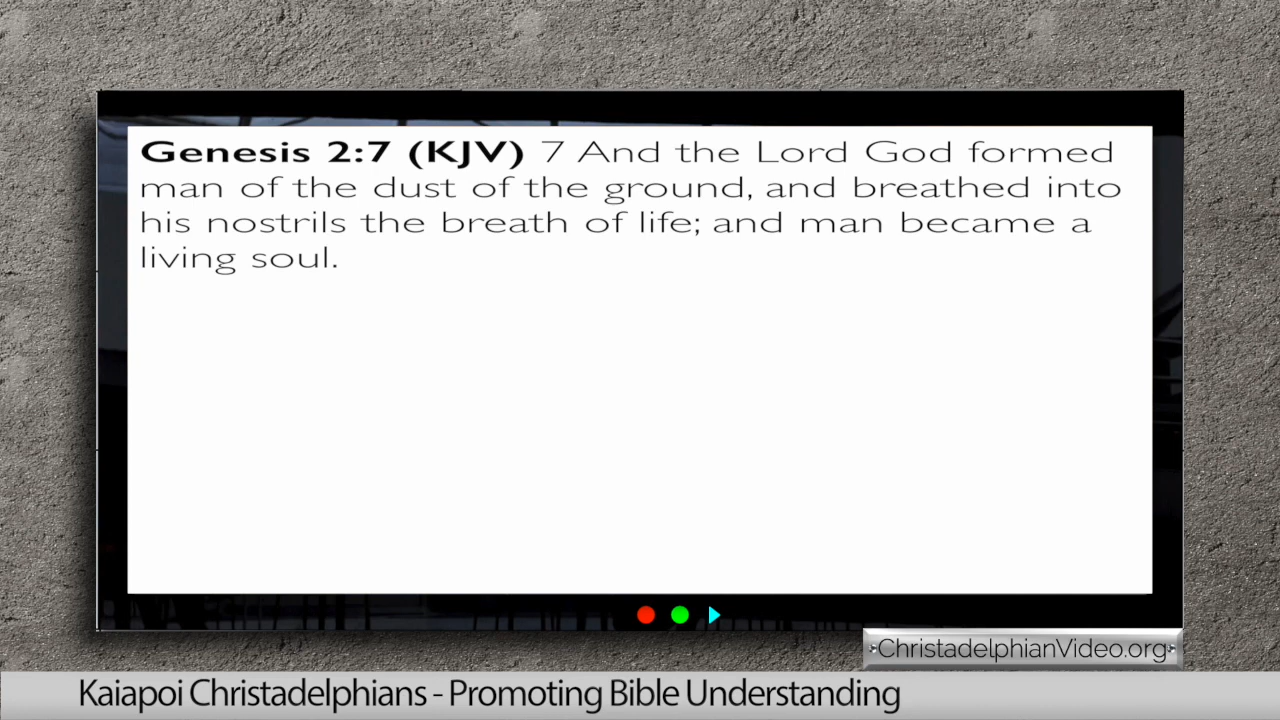 Genesis 2:7 (KJV) 7 And the Lord God formed
man of the dust of the ground, and breathed into
his nostrils the breath of life; and man became a
living soul.
ChristadelphianVideo.org
Kaiapoi Christadelphians - Promoting Bible Understanding